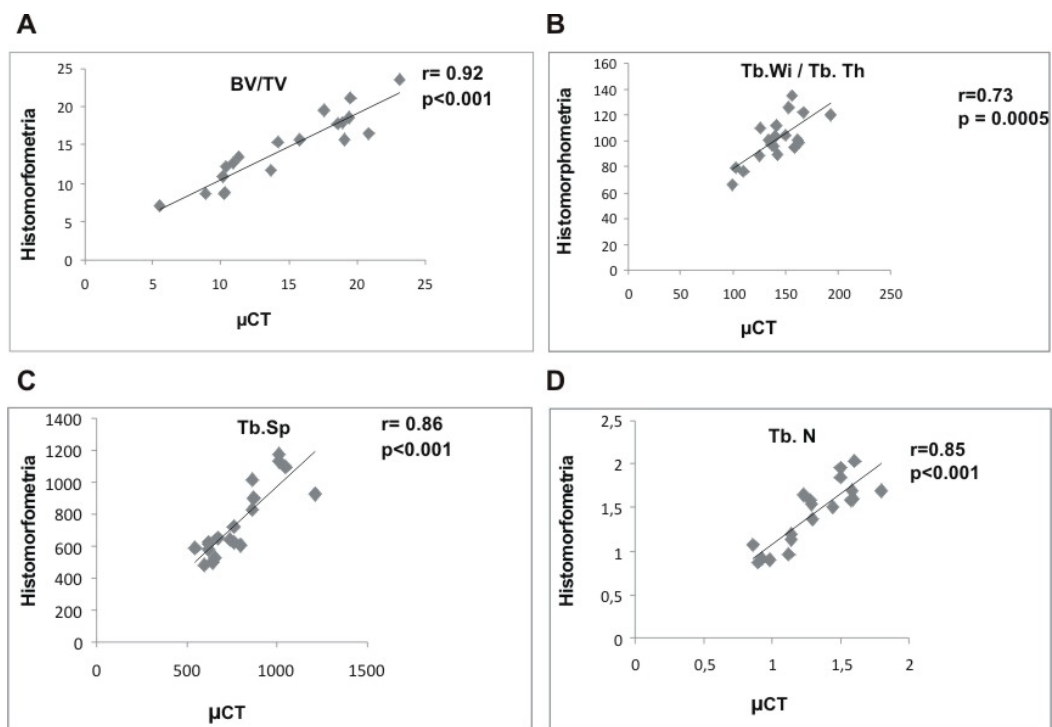 A
BV/TV
r= 0.92
p<0.001
Histomorfometria
25
20
15
10
5
0
0 5 10 15 20 25
µCT
B
Tb.Wi / Tb. Th
r=0.73
p = 0.0005
Histomorphometria
160
140
120
100
80
60
40
20
0
0 50 100 150 200 250
µCT
C
Tb.Sp
r= 0.86
p<0.001
Histomorfometria
1400
1200
1000
800
600
400
200
0
0 500 1000 1500
µCT
D
Tb. N
r=0.85
p<0.001
Histomorfometria
2,5
2
1,5
1
0,5
0
0 0,5 1 1,5 2
µCT